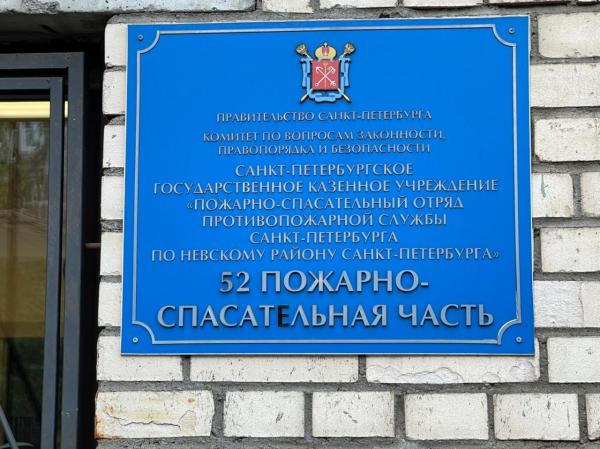 ПРАВИТЕЛЬСТВО САНКТ-ПЕТЕРБУРГА
КОМИТЕТ ПО ВОПРОСАМ ЗАКОННОСТИ,
ПРАВОПОРЯДКА И БЕЗОПАСНОСТИ
САНКТ-ПЕТЕРБУРГСКОЕ
ГОСУДАРСТВЕННОЕ КАЗЕННОЕ УЧРЕЖДЕНИЕ
«ПОЖАРНО-СПАСАТЕЛЬНЫЙ ОТРЯД
ПРОТИВОПОЖАРНОЙ СЛУЖБЫ
САНКТ-ПЕТЕРБУРГА
ПО НЕВСКОМУ РАЙОНУ САНКТ-ПЕТЕРБУРГА»
52 ПОЖАРНО-
СПАСАТЕЛЬНАЯ ЧАСТЬ